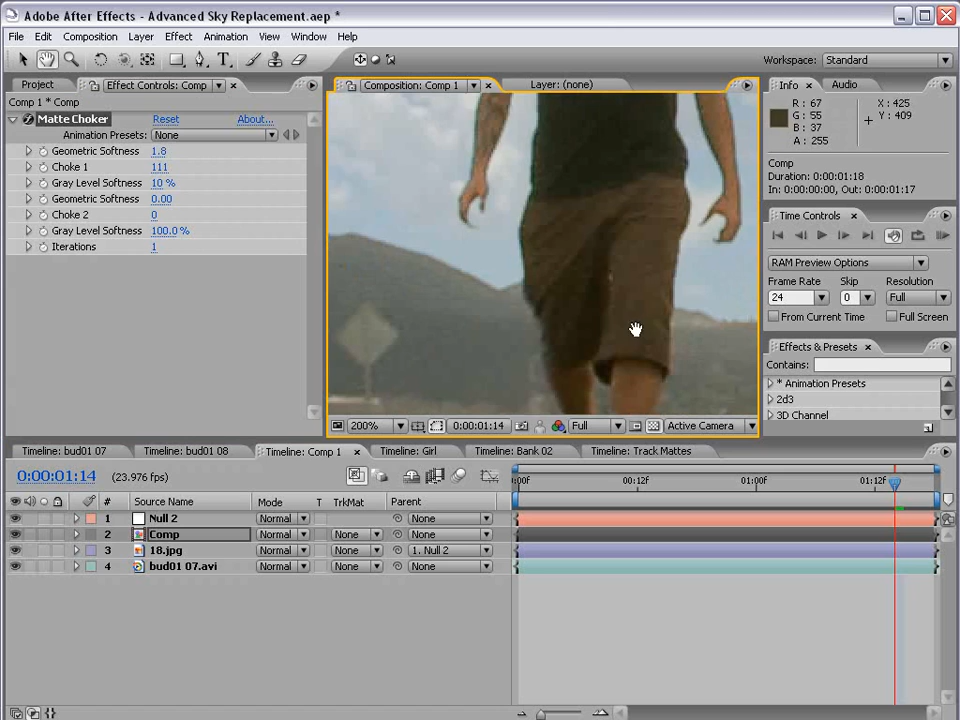 Adobe After Effects - Advanced Sky Replacement.aep *
File Edit Composition Layer Effect Animation View Window Help
Workspace: Standard
Project Effect Controls: Comp Composition: Comp 1 Layer: (none) Info Audio
Comp 1 * Comp
Matte Choker Reset About...
Animation Presets: None
Geometric Softness 1.8
Choke 1 111
Gray Level Softness 10 %
Geometric Softness 0.00
Choke 2 0
Gray Level Softness 100.0 %
Iterations 1
R : 67 X : 425
G : 55 Y : 409
B : 37
A : 255
Comp
Duration: 0:00:01:18
In: 0:00:00:00, Out: 0:00:01:17
Time Controls
RAM Preview Options
Frame Rate Skip Resolution
24 0 Full
From Current Time Full Screen
Effects & Presets
Contains:
* Animation Presets
2d3
3D Channel
200% 0:00:01:14 Full Active Camera
Timeline: bud01 07 Timeline: bud01 08 Timeline: Comp 1 Timeline: Girl Timeline: Bank 02 Timeline: Track Mattes
0:00:01:14 (23.976 fps)
:00f 00:12f 01:00f 01:12f
# Source Name Mode T TrkMat Parent
1 Null 2 Normal None
2 Comp Normal None None
3 18.jpg Normal None 1. Null 2
4 bud01 07.avi Normal None None